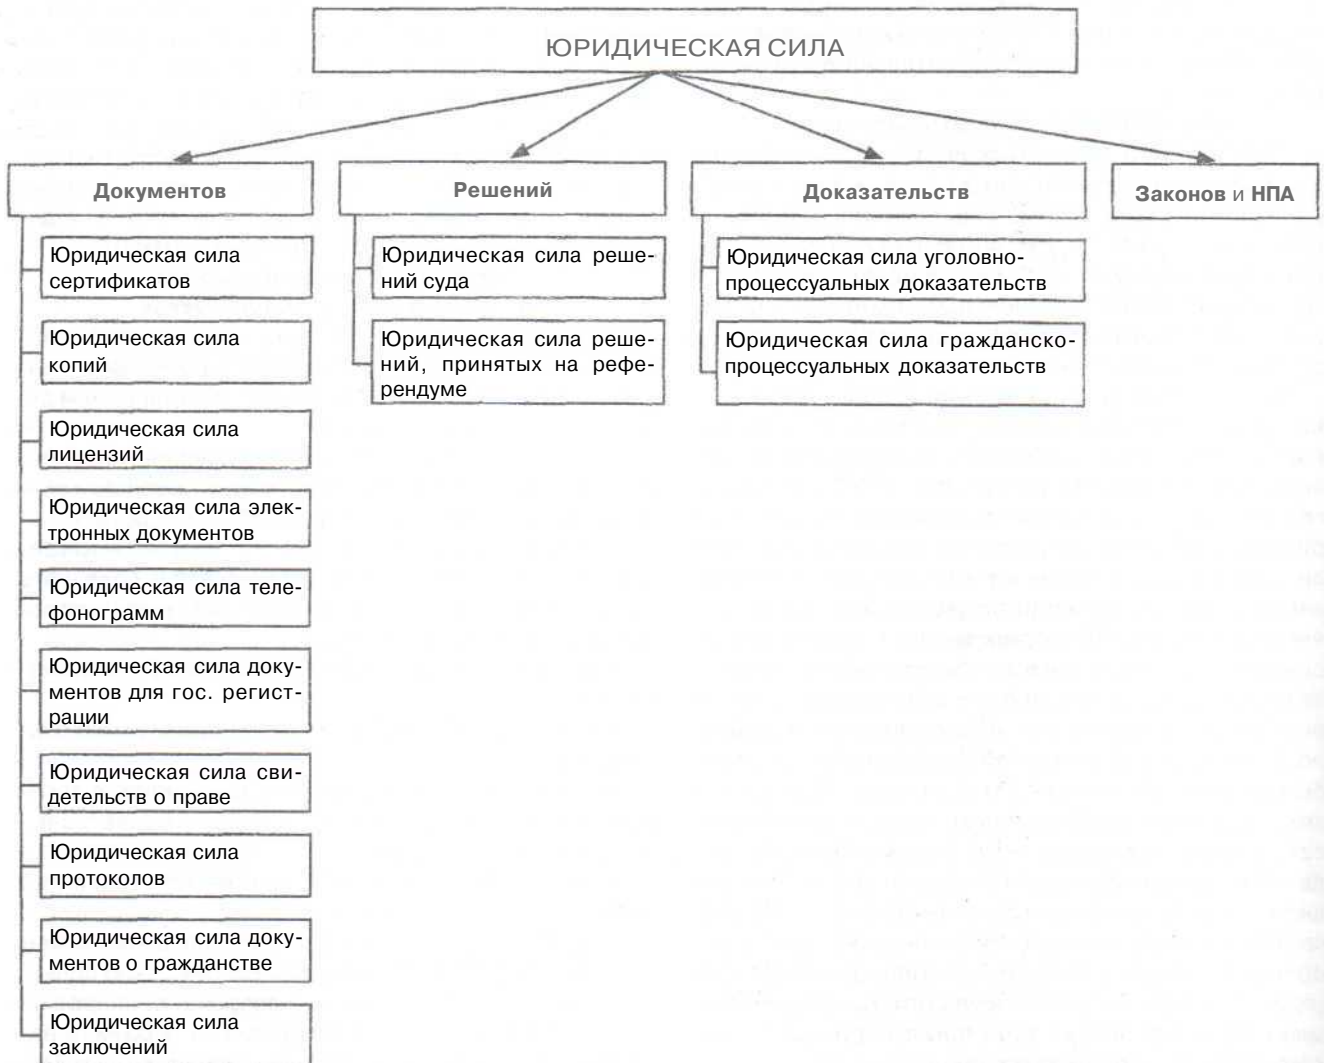 ЮРИДИЧЕСКАЯ СИЛА
Документов
Юридическая сила
сертификатов
Юридическая сила
копий
Юридическая сила
лицензий
Юридическая сила элек-
тронных документов
Юридическая сила теле-
фонограмм
Юридическая сила доку-
ментов для гос. регист-
рации
Юридическая сила сви-
детельств о праве
Юридическая сила
протоколов
Юридическая сила доку-
ментов о гражданстве
Юридическая сила
заключений
Решений
Юридическая сила реше-
ний суда
Юридическая сила реше-
ний, принятых на рефе-
рендуме
Доказательств
Юридическая сила уголовно-
процессуальных доказательств
Юридическая сила гражданско-
процессуальных доказательств
Законов и НПА